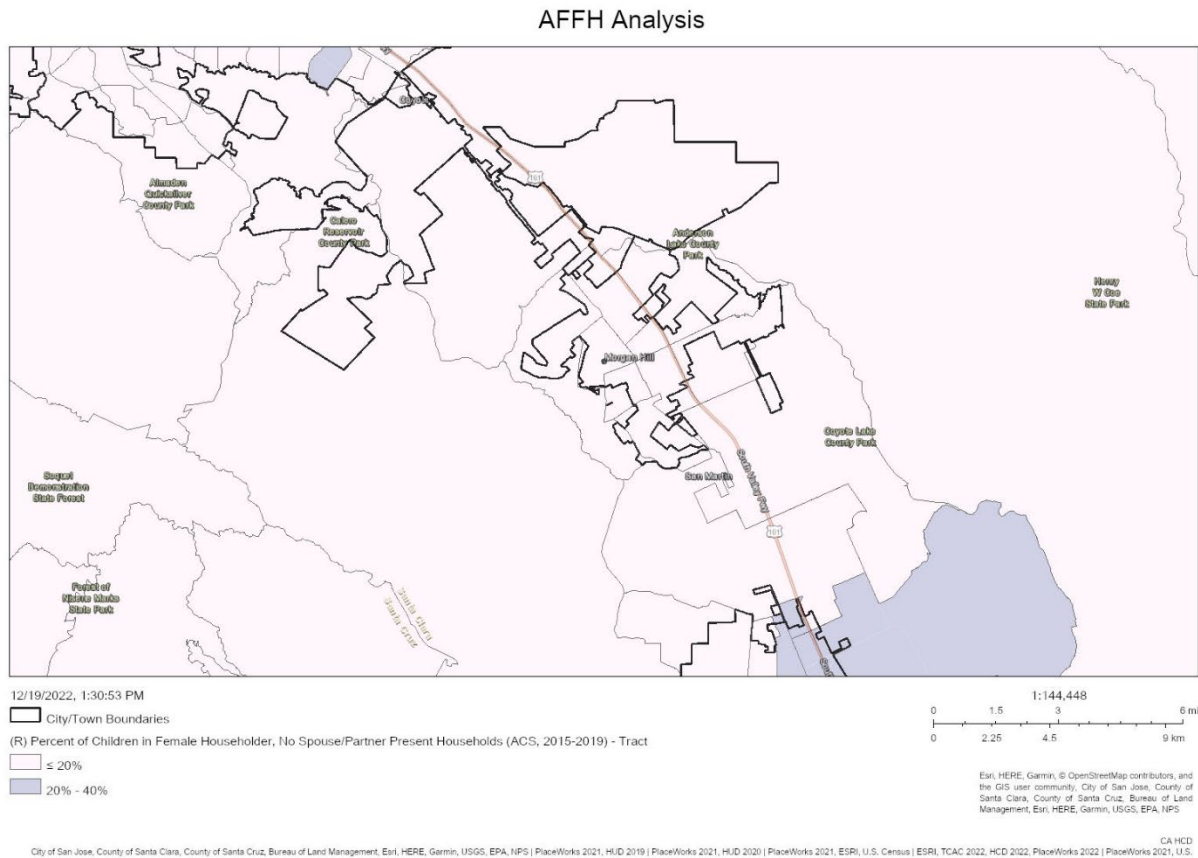 AFFH Analysis
Coyote
101
Almaden
Quicksilver
County Park
Calero
Reservoir
County Park
Anderson
Lake County
Park
Henry
W Coe
State Park
Morgan Hill
Coyote Lake
County Park
Soquel
Demonstration
State Forest
San Martin
South Valley Fwy
101
Forest of
Nisene Marks
State Park
Santa Clara
Santa Cruz
12/19/2022, 1:30:53 PM
City/Town Boundaries
(R) Percent of Children in Female Householder, No Spouse/Partner Present Households (ACS, 2015-2019) - Tract
≤ 20%
20% - 40%
1:144,448
0 1.5 3 6 mi
0 2.25 4.5 9 km
Esri, HERE, Garmin, © OpenStreetMap contributors, and
the GIS user community, City of San Jose, County of
Santa Clara, County of Santa Cruz, Bureau of Land
Management, Esri, HERE, Garmin, USGS, EPA, NPS
CA HCD
City of San Jose, County of Santa Clara, County of Santa Cruz, Bureau of Land Management, Esri, HERE, Garmin, USGS, EPA, NPS | PlaceWorks 2021, HUD 2019 | PlaceWorks 2021, HUD 2020 | PlaceWorks 2021, ESRI, U.S. Census | ESRI, TCAC 2022, HCD 2022, PlaceWorks 2022 | PlaceWorks 2021, U.S.